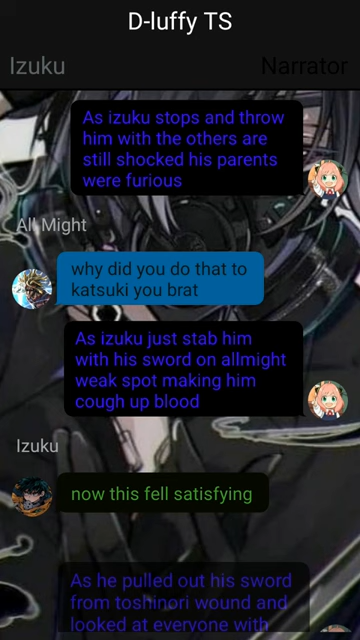 D-luffy TS
Izuku
Narrator
As izuku stops and throw
him with the others are
still shocked his parents
were furious
All Might
why did you do that to
katsuki you brat
As izuku just stab him
with his sword on allmight
weak spot making him
cough up blood
Izuku
now this fell satisfying
As he pulled out his sword
from toshinori wound and
looked at everyone with